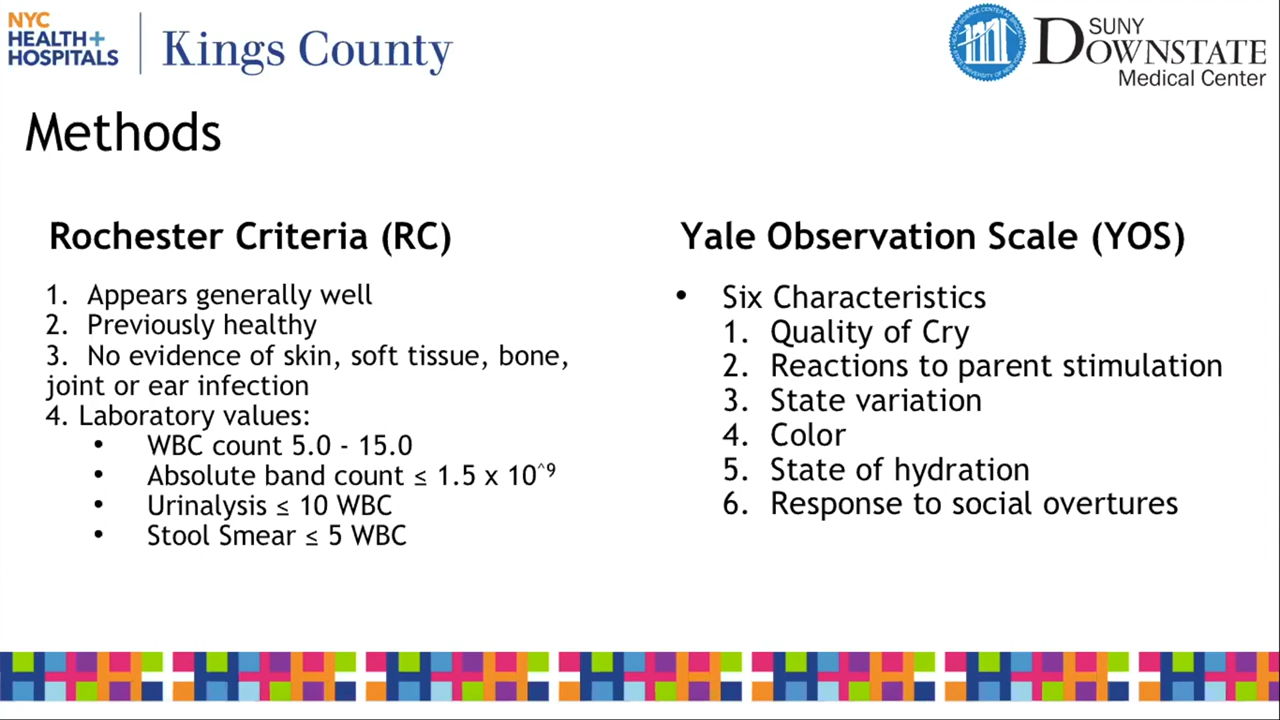 NYC
HEALTH+
HOSPITALS
Kings County
SUNY
DOWNSTATE
Medical Center
Methods
Rochester Criteria (RC)
1. Appears generally well
2. Previously healthy
3. No evidence of skin, soft tissue, bone,
joint or ear infection
4. Laboratory values:
• WBC count 5.0 - 15.0
• Absolute band count ≤ 1.5 x 10^9
• Urinalysis ≤ 10 WBC
• Stool Smear ≤ 5 WBC
Yale Observation Scale (YOS)
• Six Characteristics
1. Quality of Cry
2. Reactions to parent stimulation
3. State variation
4. Color
5. State of hydration
6. Response to social overtures